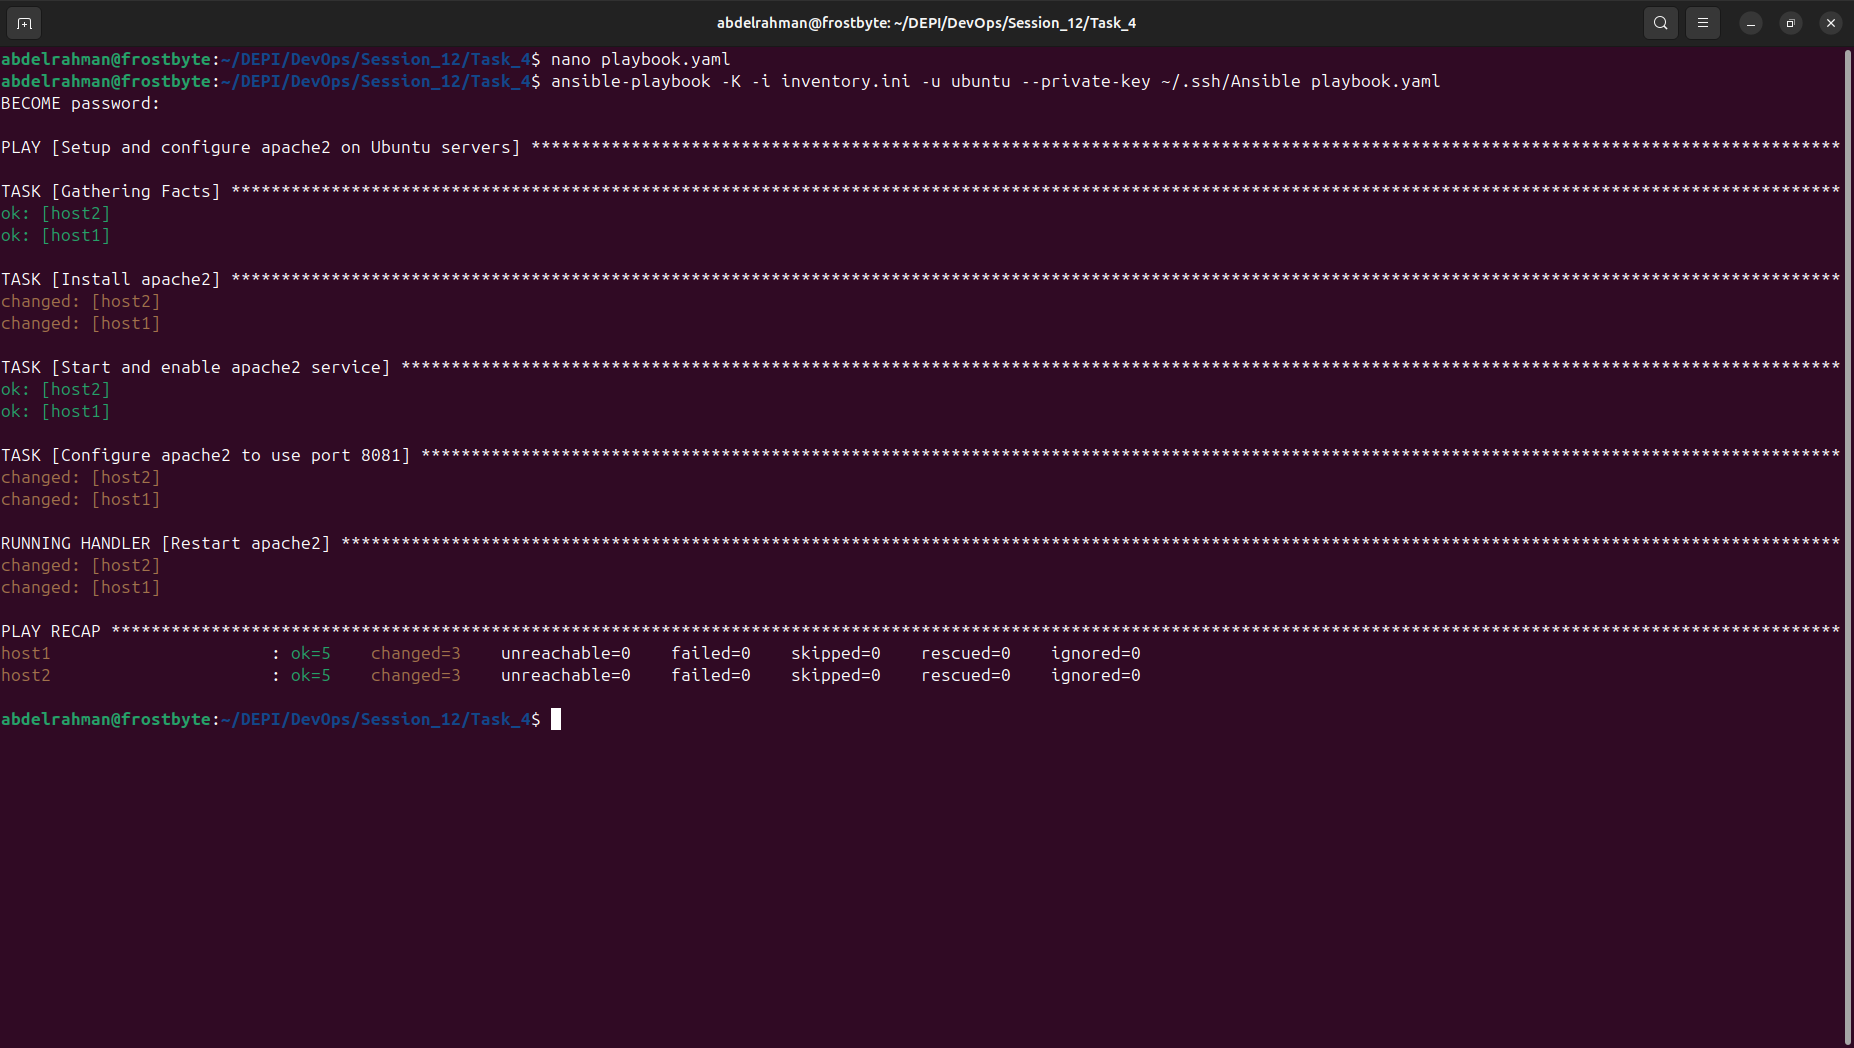 abdelrahman@frostbyte: ~/DEPI/DevOps/Session_12/Task_4
abdelrahman@frostbyte:~/DEPI/DevOps/Session_12/Task_4$ nano playbook.yaml
abdelrahman@frostbyte:~/DEPI/DevOps/Session_12/Task_4$ ansible-playbook -K -i inventory.ini -u ubuntu --private-key ~/.ssh/Ansible playbook.yaml
BECOME password:
PLAY [Setup and configure apache2 on Ubuntu servers] ***********************************************************************************************************************************
TASK [Gathering Facts] *****************************************************************************************************************************************************************
ok: [host2]
ok: [host1]
TASK [Install apache2] *****************************************************************************************************************************************************************
changed: [host2]
changed: [host1]
TASK [Start and enable apache2 service] ************************************************************************************************************************************************
ok: [host2]
ok: [host1]
TASK [Configure apache2 to use port 8081] **********************************************************************************************************************************************
changed: [host2]
changed: [host1]
RUNNING HANDLER [Restart apache2] ******************************************************************************************************************************************************
changed: [host2]
changed: [host1]
PLAY RECAP *****************************************************************************************************************************************************************************
host1                      : ok=5    changed=3    unreachable=0    failed=0    skipped=0    rescued=0    ignored=0
host2                      : ok=5    changed=3    unreachable=0    failed=0    skipped=0    rescued=0    ignored=0
abdelrahman@frostbyte:~/DEPI/DevOps/Session_12/Task_4$